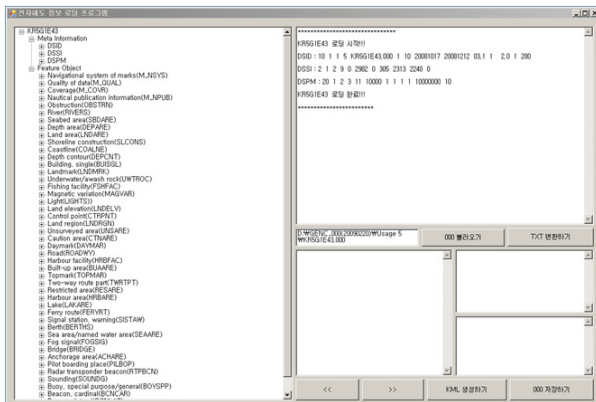 전자해도 정보 로딩 프로그램
KR5G1E43
Meta Information
DSID
DSSI
DSPM
Feature Object
Navigational system of marks(M_NSYS)
Quality of data(M_QUAL)
Coverage(M_COVR)
Nautical publication information(M_NPUB)
Obstruction(OBSTRN)
River(RIVERS)
Seabed area(SBDARE)
Depth area(DEPARE)
Land area(LNDARE)
Shoreline construction(SLCONS)
Coastline(COALNE)
Depth contour(DEPCNT)
Building, single(BUISGL)
Landmark(LNDMRK)
Underwater/awash rock(UWTROC)
Fishing facility(FSHFAC)
Magnetic variation(MAGVAR)
Light(LIGHTS)
Land elevation(LNDELV)
Control point(CTRPNT)
Land region(LNDRGN)
Unsurveyed area(UNSARE)
Caution area(CTNARE)
Daymark(DAYMAR)
Road(ROADWY)
Harbour facility(HRBFAC)
Built-up area(BUAARE)
Topmark(TOPMAR)
Two-way route part(TWRTPT)
Restricted area(RESARE)
Harbour area(HRBARE)
Lake(LAKARE)
Ferry route(FERYRT)
Signal station, warning(SISTAW)
Berth(BERTHS)
Sea area/named water area(SEAARE)
Fog signal(FOGSIG)
Bridge(BRIDGE)
Anchorage area(ACHARE)
Pilot boarding place(PILBOP)
Radar transponder beacon(RTPBCN)
Sounding(SOUNDG)
Buoy, special purpose/general(BOYSPP)
Beacon, cardinal(BCNCAR)
*******************************
KR5G1E43 로딩 시작!!!
DSID : 10 1 1 5 KR5G1E43.000 1 10 20081017 20081212 03.1 1 2.0 1 280
DSSI : 2 1 2 9 0 2982 0 305 2313 2240 0
DSPM : 20 1 2 3 11 10000 1 1 1 1 10000000 10
KR5G1E43 로딩 완료!!!
************************
D:\GENC_000(20090220)\Usage 5
\KR5G1E43.000
000 불러오기
TXT 변환하기
<<
>>
KML 생성하기
000 저장하기